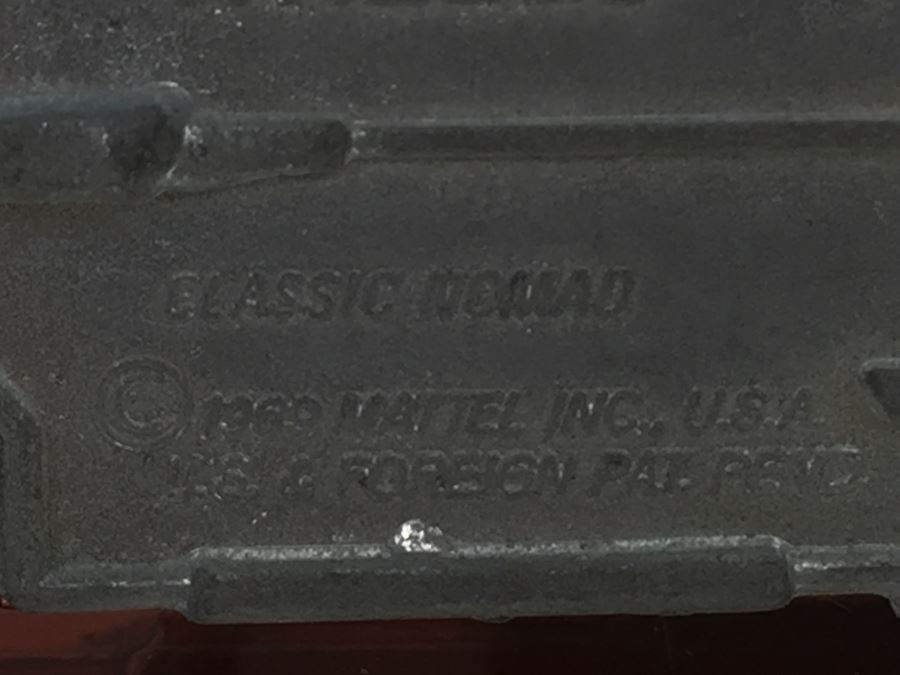 CLASSIC NOMAD
© 1969 MATTEL INC., U.S.A.
U.S. & FOREIGN PAT. PEND.